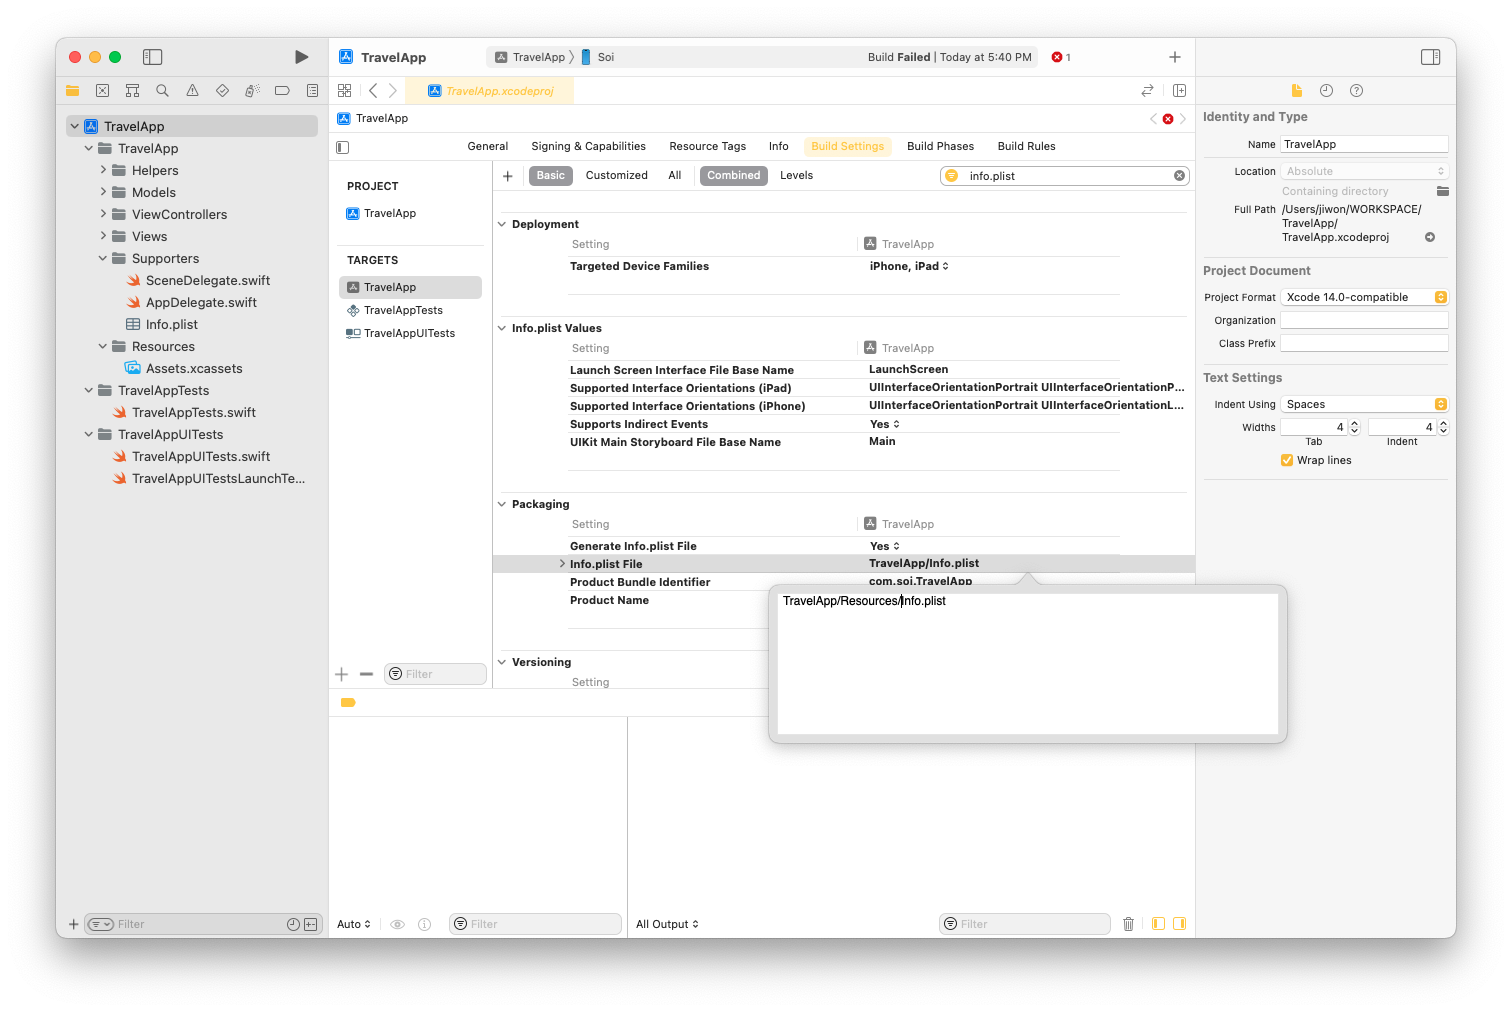 TravelApp
TravelApp 〉 Soi
Build Failed | Today at 5:40 PM
1
TravelApp.xcodeproj
TravelApp
TravelApp
TravelApp
Helpers
Models
ViewControllers
Views
Supporters
SceneDelegate.swift
AppDelegate.swift
Info.plist
Resources
Assets.xcassets
TravelAppTests
TravelAppTests.swift
TravelAppUITests
TravelAppUITests.swift
TravelAppUITestsLaunchTe...
Filter
General Signing & Capabilities Resource Tags Info Build Settings Build Phases Build Rules
PROJECT
TravelApp
TARGETS
TravelApp
TravelAppTests
TravelAppUITests
Filter
Basic Customized All Combined Levels
info.plist
Deployment
Setting TravelApp
Targeted Device Families iPhone, iPad
Info.plist Values
Setting TravelApp
Launch Screen Interface File Base Name LaunchScreen
Supported Interface Orientations (iPad) UIInterfaceOrientationPortrait UIInterfaceOrientationP...
Supported Interface Orientations (iPhone) UIInterfaceOrientationPortrait UIInterfaceOrientationL...
Supports Indirect Events Yes
UIKit Main Storyboard File Base Name Main
Packaging
Setting TravelApp
Generate Info.plist File Yes
Info.plist File TravelApp/Info.plist
Product Bundle Identifier com.soi.TravelApp
Product Name
TravelApp/Resources/Info.plist
Versioning
Setting
Auto
Filter
All Output
Filter
Identity and Type
Name TravelApp
Location Absolute
Containing directory
Full Path /Users/jiwon/WORKSPACE/
TravelApp/
TravelApp.xcodeproj
Project Document
Project Format Xcode 14.0-compatible
Organization
Class Prefix
Text Settings
Indent Using Spaces
Widths 4 4
Tab Indent
Wrap lines